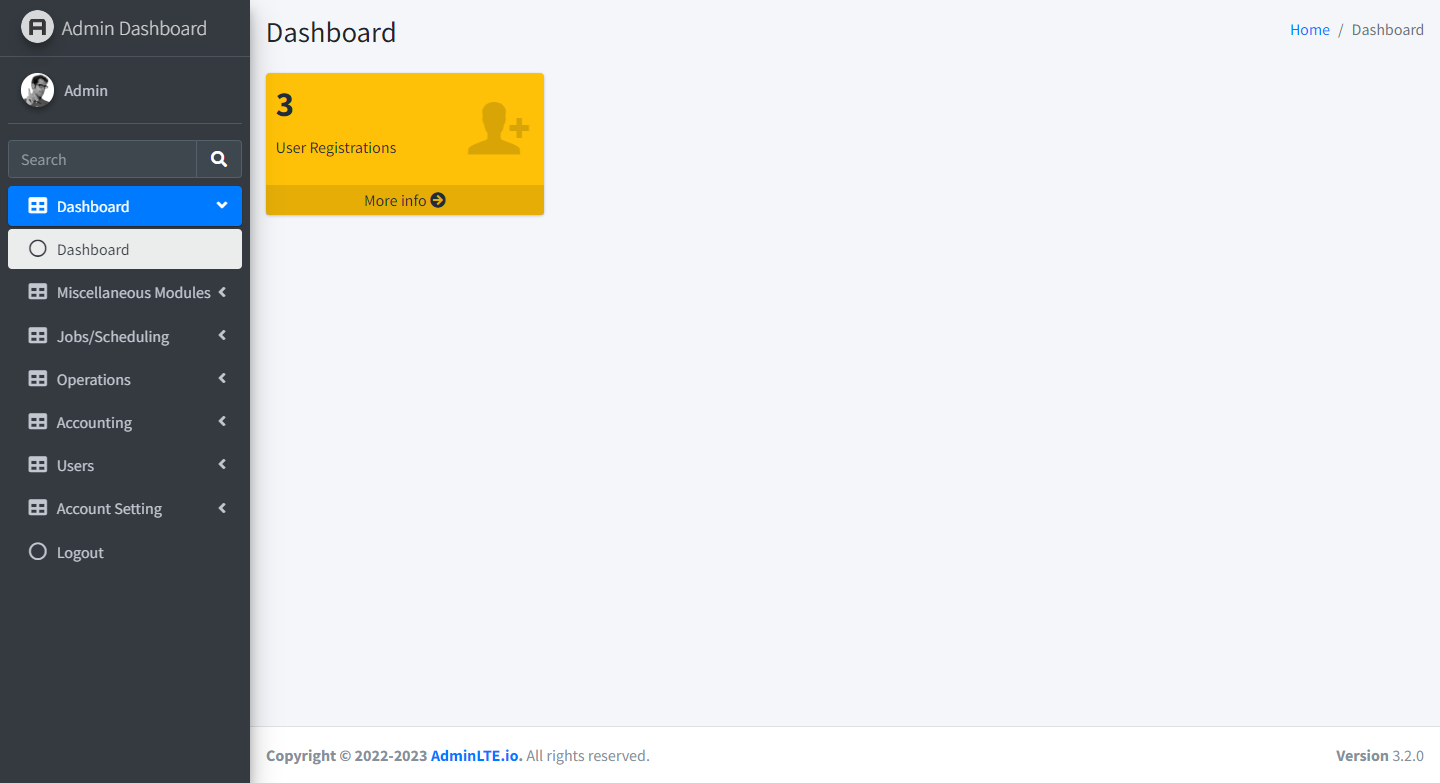 Admin Dashboard
Admin
Search
Dashboard
Dashboard
Miscellaneous Modules
Jobs/Scheduling
Operations
Accounting
Users
Account Setting
Logout
Dashboard
Home / Dashboard
3
User Registrations
More info
Copyright © 2022-2023 AdminLTE.io. All rights reserved.
Version 3.2.0